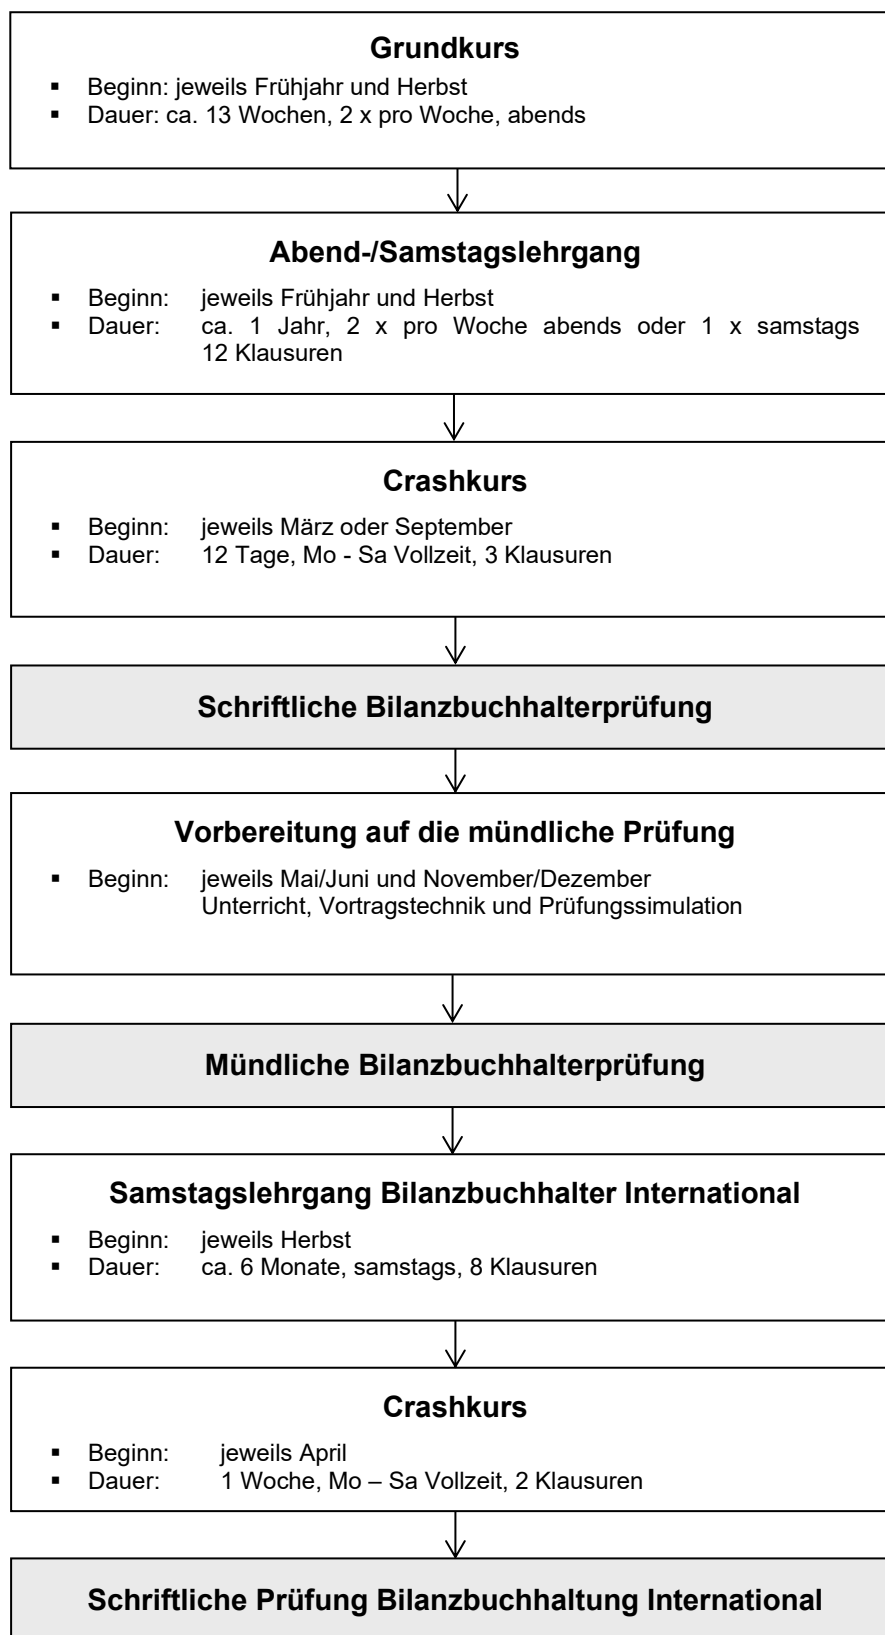 Grundkurs
▪ Beginn: jeweils Frühjahr und Herbst
▪ Dauer: ca. 13 Wochen, 2 x pro Woche, abends
Abend-/Samstagslehrgang
▪ Beginn: jeweils Frühjahr und Herbst
▪ Dauer: ca. 1 Jahr, 2 x pro Woche abends oder 1 x samstags
12 Klausuren
Crashkurs
▪ Beginn: jeweils März oder September
▪ Dauer: 12 Tage, Mo - Sa Vollzeit, 3 Klausuren
Schriftliche Bilanzbuchhalterprüfung
Vorbereitung auf die mündliche Prüfung
▪ Beginn: jeweils Mai/Juni und November/Dezember
Unterricht, Vortragstechnik und Prüfungssimulation
Mündliche Bilanzbuchhalterprüfung
Samstagslehrgang Bilanzbuchhalter International
▪ Beginn: jeweils Herbst
▪ Dauer: ca. 6 Monate, samstags, 8 Klausuren
Crashkurs
▪ Beginn: jeweils April
▪ Dauer: 1 Woche, Mo – Sa Vollzeit, 2 Klausuren
Schriftliche Prüfung Bilanzbuchhaltung International